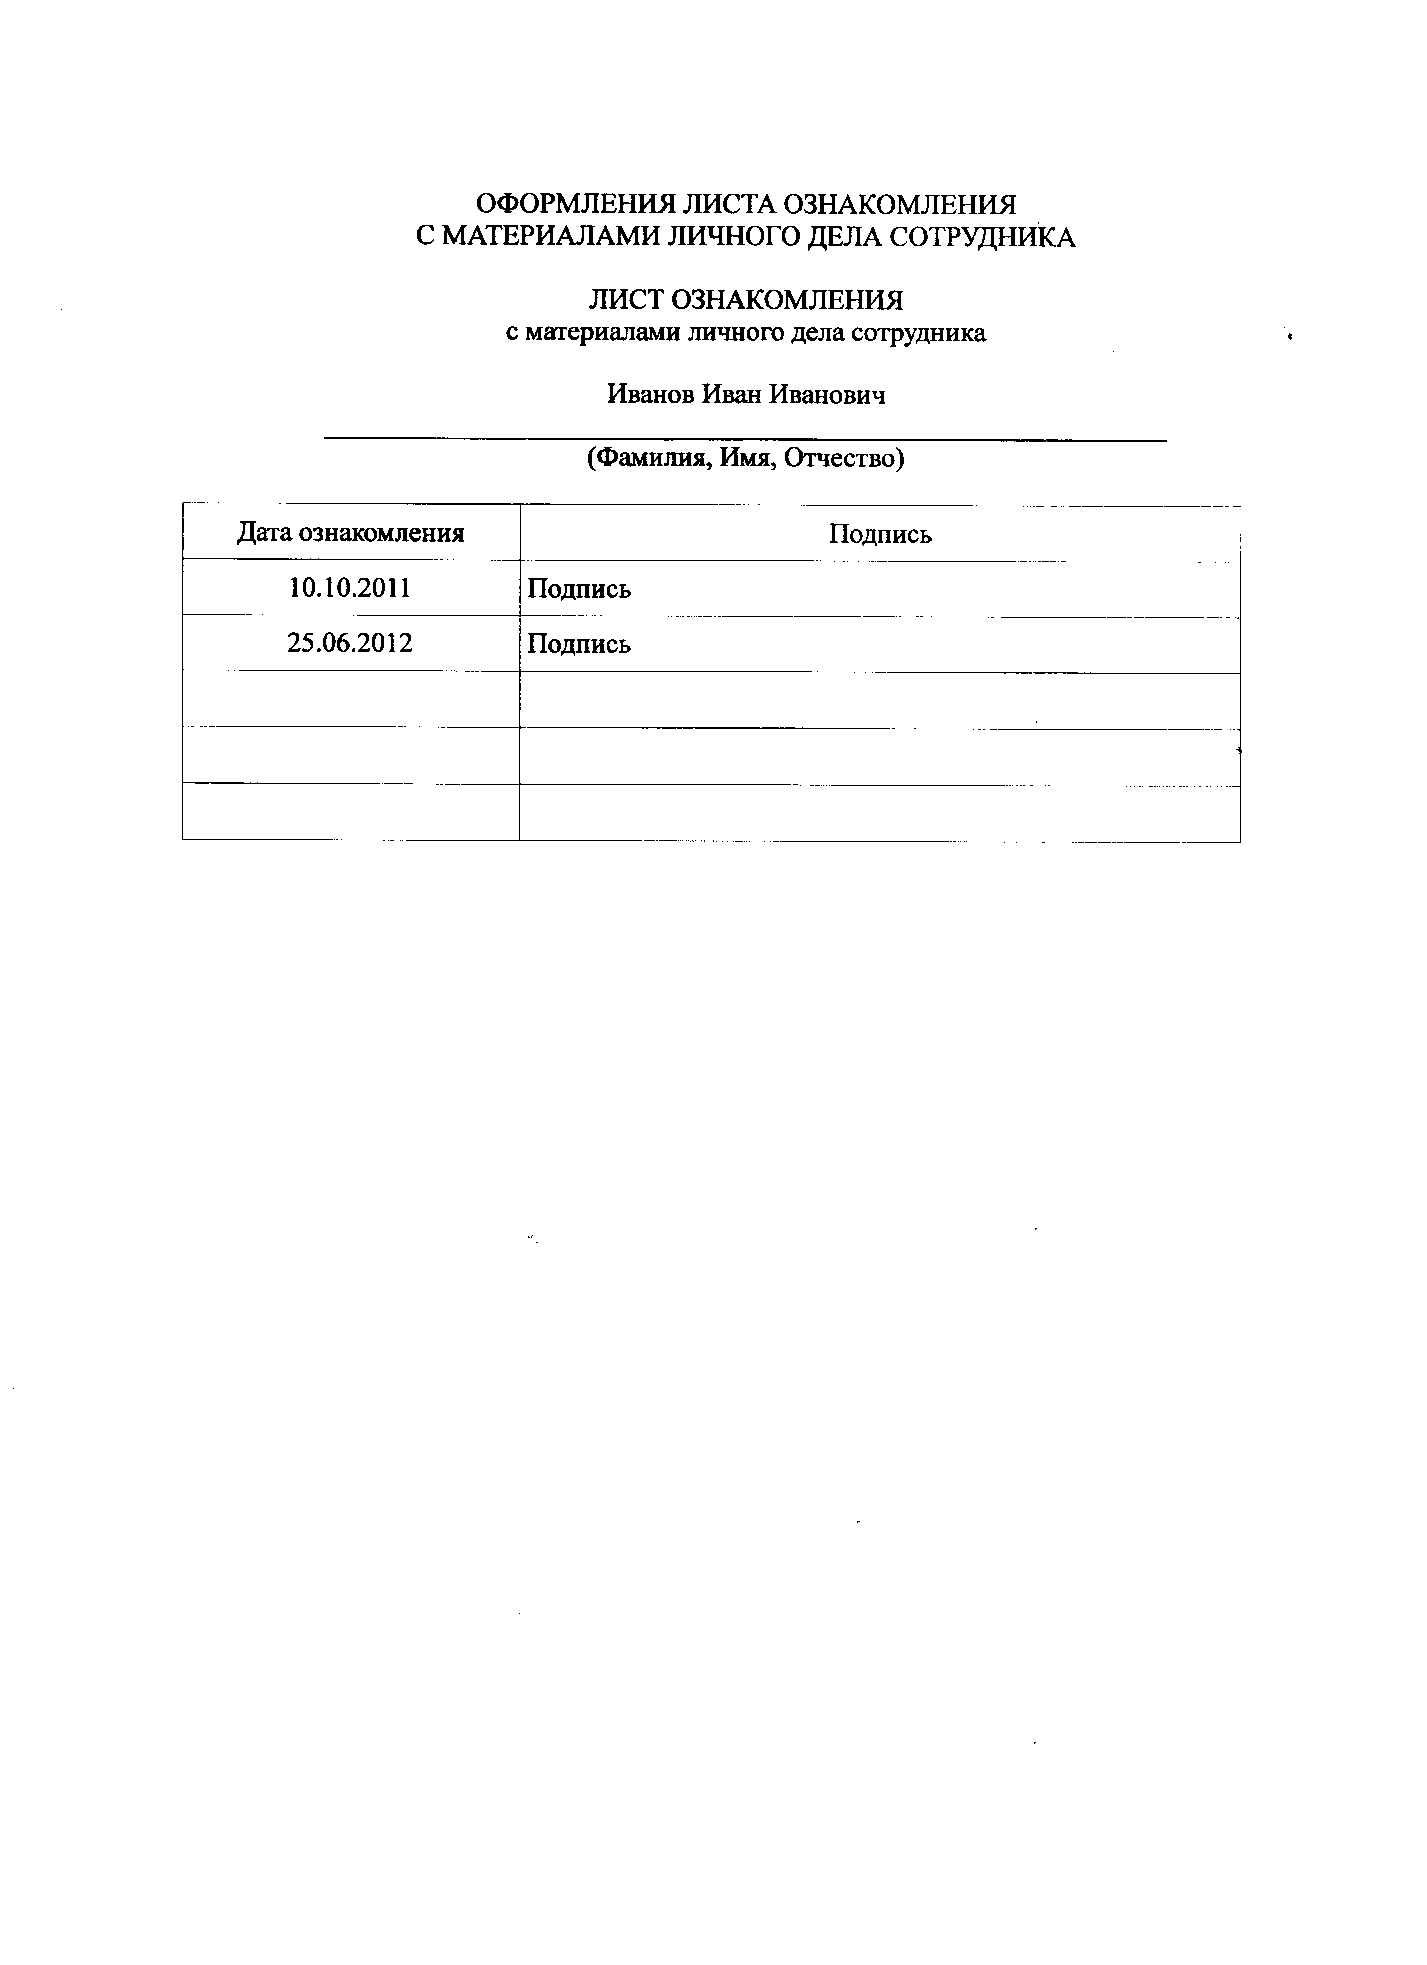 ОФОРМЛЕНИЯ ЛИСТА ОЗНАКОМЛЕНИЯ
С МАТЕРИАЛАМИ ЛИЧНОГО ДЕЛА СОТРУДНИКА
ЛИСТ ОЗНАКОМЛЕНИЯ
с материалами личного дела сотрудника
Иванов Иван Иванович
(Фамилия, Имя, Отчество)
Дата ознакомления Подпись
10.10.2011 Подпись
25.06.2012 Подпись